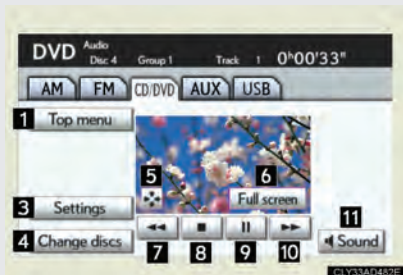 DVD Audio
Disc 4 Group 1 Track 1 0h00'33"
AM FM CD/DVD AUX USB
1 Top menu
5 6
Full screen
3 Settings
7 8 9 10
11
4 Change discs
Sound
CLY33AD482E